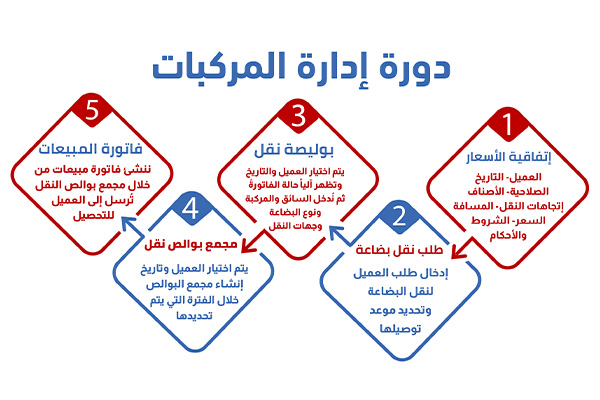 دورة إدارة المركبات
1
إتفاقية الأسعار
العميل- التاريخ
الصلاحية- الأصناف
إتجاهات النقل- المسافة
السعر- الشروط
والأحكام
2
طلب نقل بضاعة
إدخال طلب العميل
لنقل البضاعة
وتحديد موعد
توصيلها
3
بوليصة نقل
يتم اختيار العميل والتاريخ
وتظهر ألياً حالة الفاتورة
ثم نُدخل السائق والمركبة
ونوع البضاعة
وجهات النقل
4
مجمع بوالص نقل
يتم اختيار العميل وتاريخ
إنشاء مجمع البوالص
خلال الفترة التي يتم
تحديدها
5
فاتورة المبيعات
ننشئ فاتورة مبيعات من
خلال مجمع بوالص النقل
تُرسل إلى العميل
للتحصيل